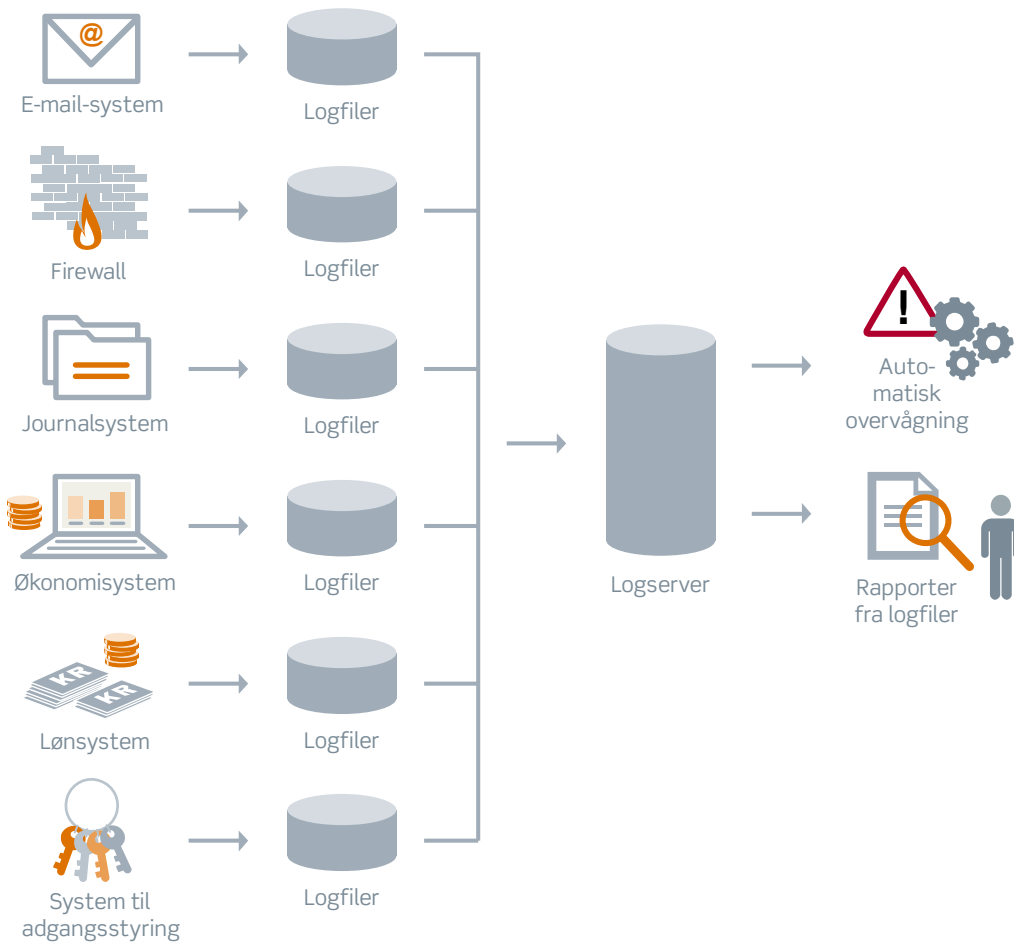 @
E-mail-system
Logfiler
Firewall
Logfiler
Journalsystem
Logfiler
Økonomisystem
Logfiler
KR
KR
Lønsystem
Logfiler
System til
adgangsstyring
Logfiler
Logserver
!
Auto-
matisk
overvågning
Rapporter
fra logfiler